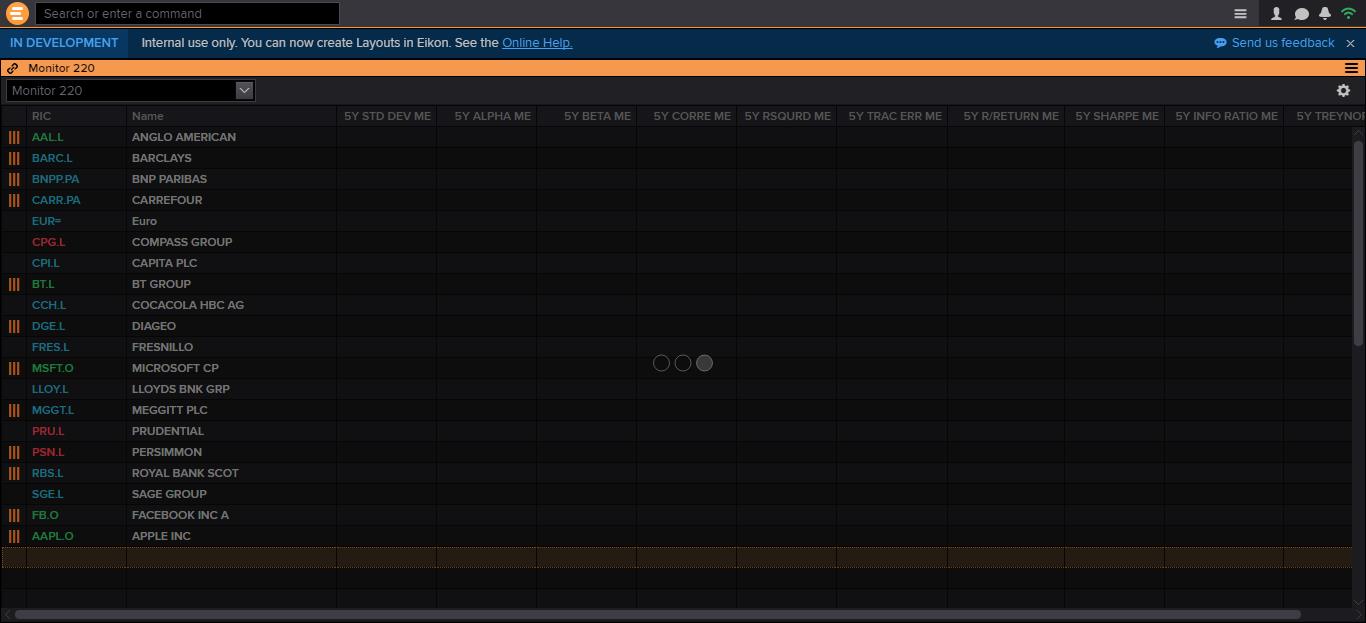 Search or enter a command
IN DEVELOPMENT Internal use only. You can now create Layouts in Eikon. See the Online Help. Send us feedback
Monitor 220
Monitor 220
RIC Name 5Y STD DEV ME 5Y ALPHA ME 5Y BETA ME 5Y CORRE ME 5Y RSQURD ME 5Y TRAC ERR ME 5Y R/RETURN ME 5Y SHARPE ME 5Y INFO RATIO ME 5Y TREYNOR
AAL.L ANGLO AMERICAN
BARC.L BARCLAYS
BNPP.PA BNP PARIBAS
CARR.PA CARREFOUR
EUR= Euro
CPG.L COMPASS GROUP
CPI.L CAPITA PLC
BT.L BT GROUP
CCH.L COCACOLA HBC AG
DGE.L DIAGEO
FRES.L FRESNILLO
MSFT.O MICROSOFT CP
LLOY.L LLOYDS BNK GRP
MGGT.L MEGGITT PLC
PRU.L PRUDENTIAL
PSN.L PERSIMMON
RBS.L ROYAL BANK SCOT
SGE.L SAGE GROUP
FB.O FACEBOOK INC A
AAPL.O APPLE INC